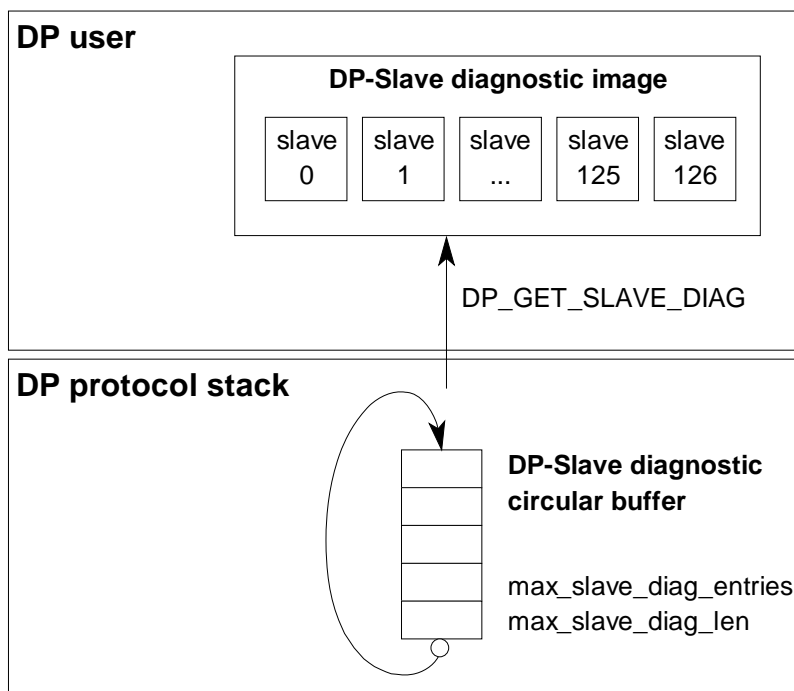 DP user
DP-Slave diagnostic image
slave
0
slave
1
slave
...
slave
125
slave
126
DP_GET_SLAVE_DIAG
DP protocol stack
DP-Slave diagnostic
circular buffer
max_slave_diag_entries
max_slave_diag_len